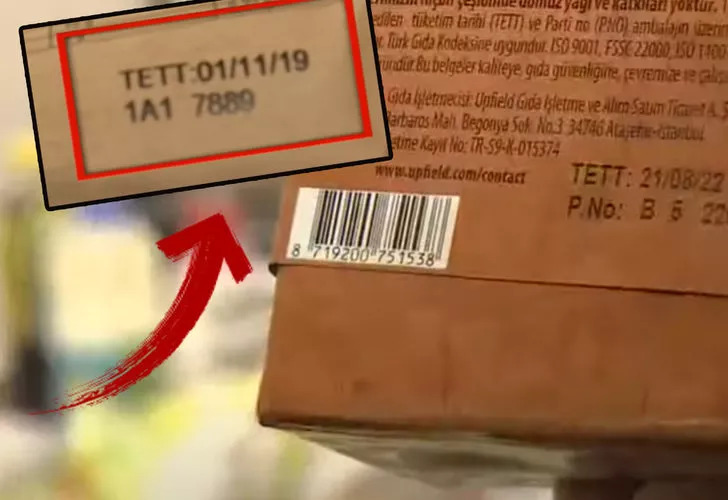 TETT:01/11/19
1A1 7889
domuz yağı ve katkıları yoktur.
tüketim tarihi (TETT) ve Parti no (PNO) ambalajın
Türk Gıda Kodeksine uygundur. ISO 9001, FSSC 22000, ISO
Bu belgeler kaliteye, gıda güvenliğine, çevremize ve
Gıda İşletmecisi: Upfield Gıda İşletme ve Alım Satım Ticaret A.
Barbaros Mah. Begonya Sok. No.3 34746 Ataşehir-İstanbul
Kayıt No: TR-59-K-015374
www.upfield.com/contact
TETT: 21/08/22
P.No: B 6
8 719200 751538